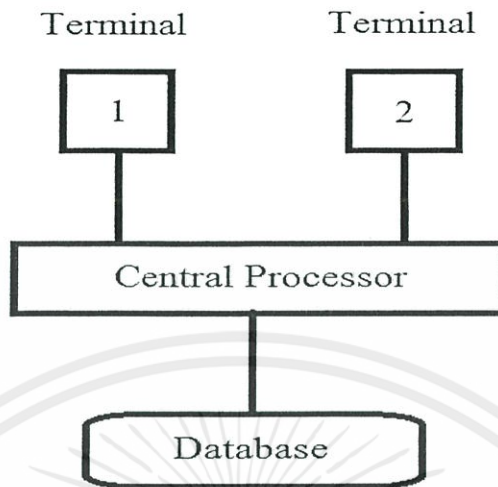 Terminal Terminal
1 2
Central Processor
Database